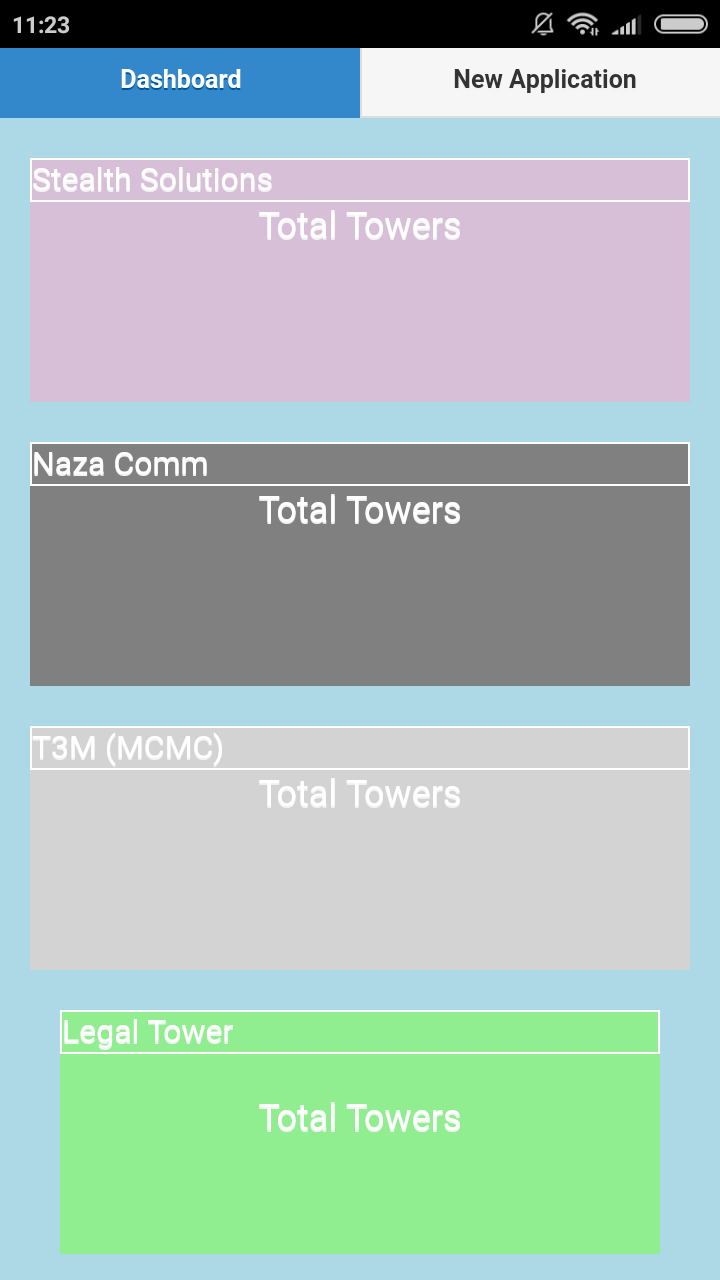 11:23
Dashboard
New Application
Stealth Solutions
Total Towers
Naza Comm
Total Towers
T3M (MCMC)
Total Towers
Legal Tower
Total Towers